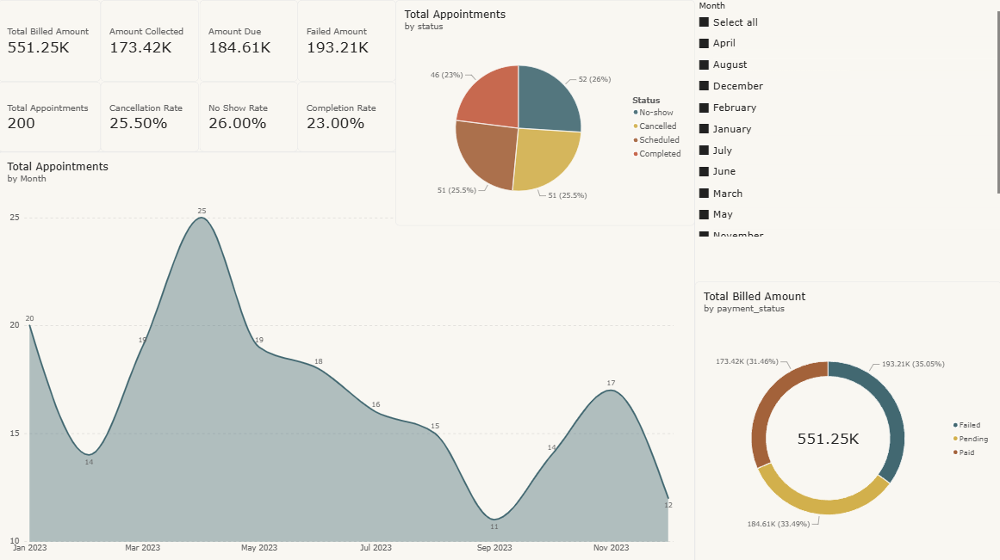 Total Billed Amount
551.25K
Amount Collected
173.42K
Amount Due
184.61K
Failed Amount
193.21K
Total Appointments
200
Cancellation Rate
25.50%
No Show Rate
26.00%
Completion Rate
23.00%
Total Appointments
by status
46 (23%)
52 (26%)
51 (25.5%)
51 (25.5%)
Status
No-show
Cancelled
Scheduled
Completed
Month
Select all
April
August
December
February
January
July
June
March
May
November
Total Appointments
by Month
25
20
15
10
20
14
19
25
19
18
16
15
11
14
17
12
Jan 2023
Mar 2023
May 2023
Jul 2023
Sep 2023
Nov 2023
Total Billed Amount
by payment_status
173.42K (31.46%)
193.21K (35.05%)
551.25K
184.61K (33.49%)
Failed
Pending
Paid